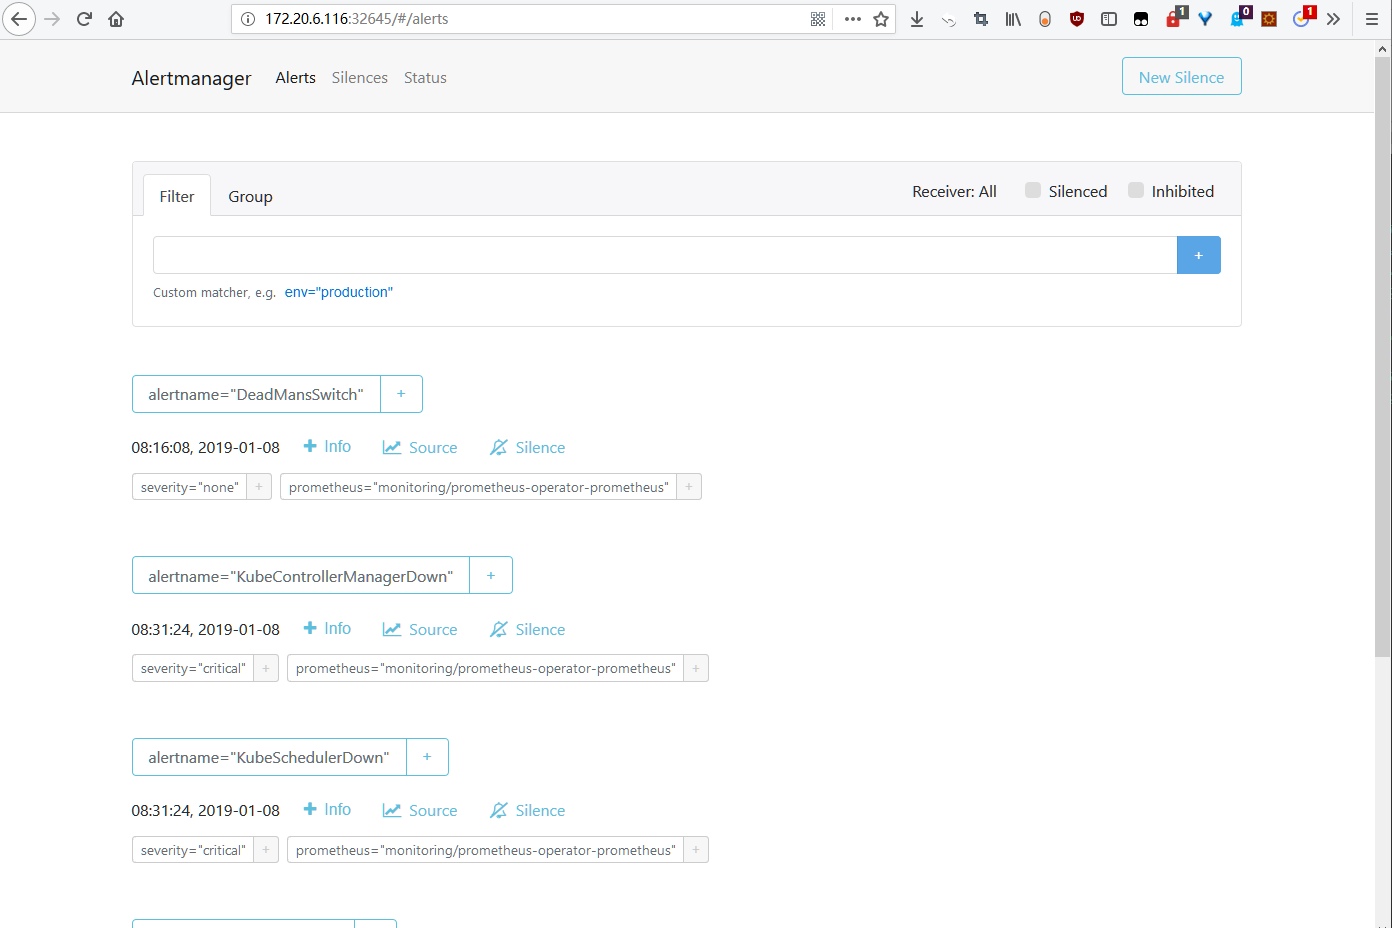 172.20.6.116:32645/#/alerts
1 0 1
Alertmanager Alerts Silences Status New Silence
Filter Group Receiver: All Silenced Inhibited
+
Custom matcher, e.g. env="production"
alertname="DeadMansSwitch" +
08:16:08, 2019-01-08 + Info Source Silence
severity="none" + prometheus="monitoring/prometheus-operator-prometheus" +
alertname="KubeControllerManagerDown" +
08:31:24, 2019-01-08 + Info Source Silence
severity="critical" + prometheus="monitoring/prometheus-operator-prometheus" +
alertname="KubeSchedulerDown" +
08:31:24, 2019-01-08 + Info Source Silence
severity="critical" + prometheus="monitoring/prometheus-operator-prometheus" +